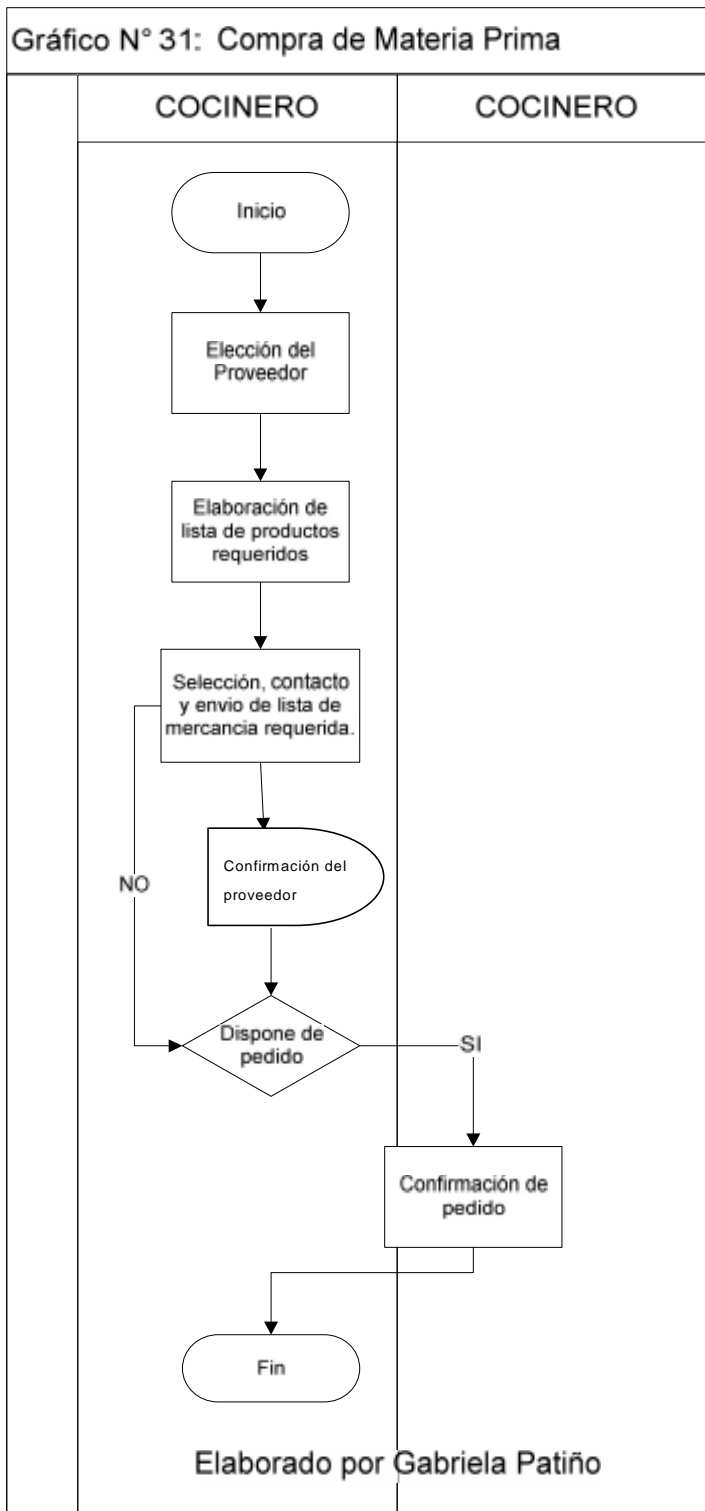 Gráfico N° 31: Compra de Materia Prima
COCINERO
COCINERO
Inicio
Elección del
Proveedor
Elaboración de
lista de productos
requeridos
Selección, contacto
y envio de lista de
mercancia requerida.
Confirmación del
proveedor
NO
Dispone de
pedido
SI
Confirmación de
pedido
Fin
Elaborado por Gabriela Patiño